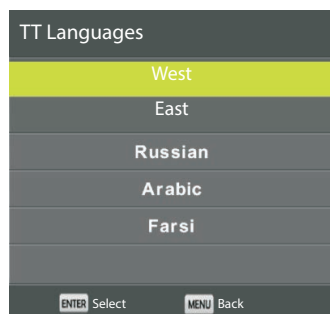 TT Languages
West
East
Russian
Arabic
Farsi
ENTER Select MENU Back